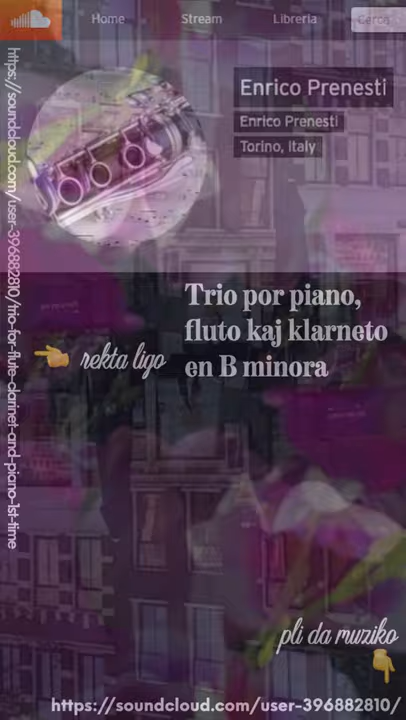 Home Stream Libreria Cerca
Enrico Prenesti
Enrico Prenesti
Torino, Italy
https://soundcloud.com/user-396882810/trio-for-flute-clarinet-and-piano-1st-time
Trio por piano,
fluto kaj klarneto
en B minora
rekta ligo
pli da muziko
https://soundcloud.com/user-396882810/